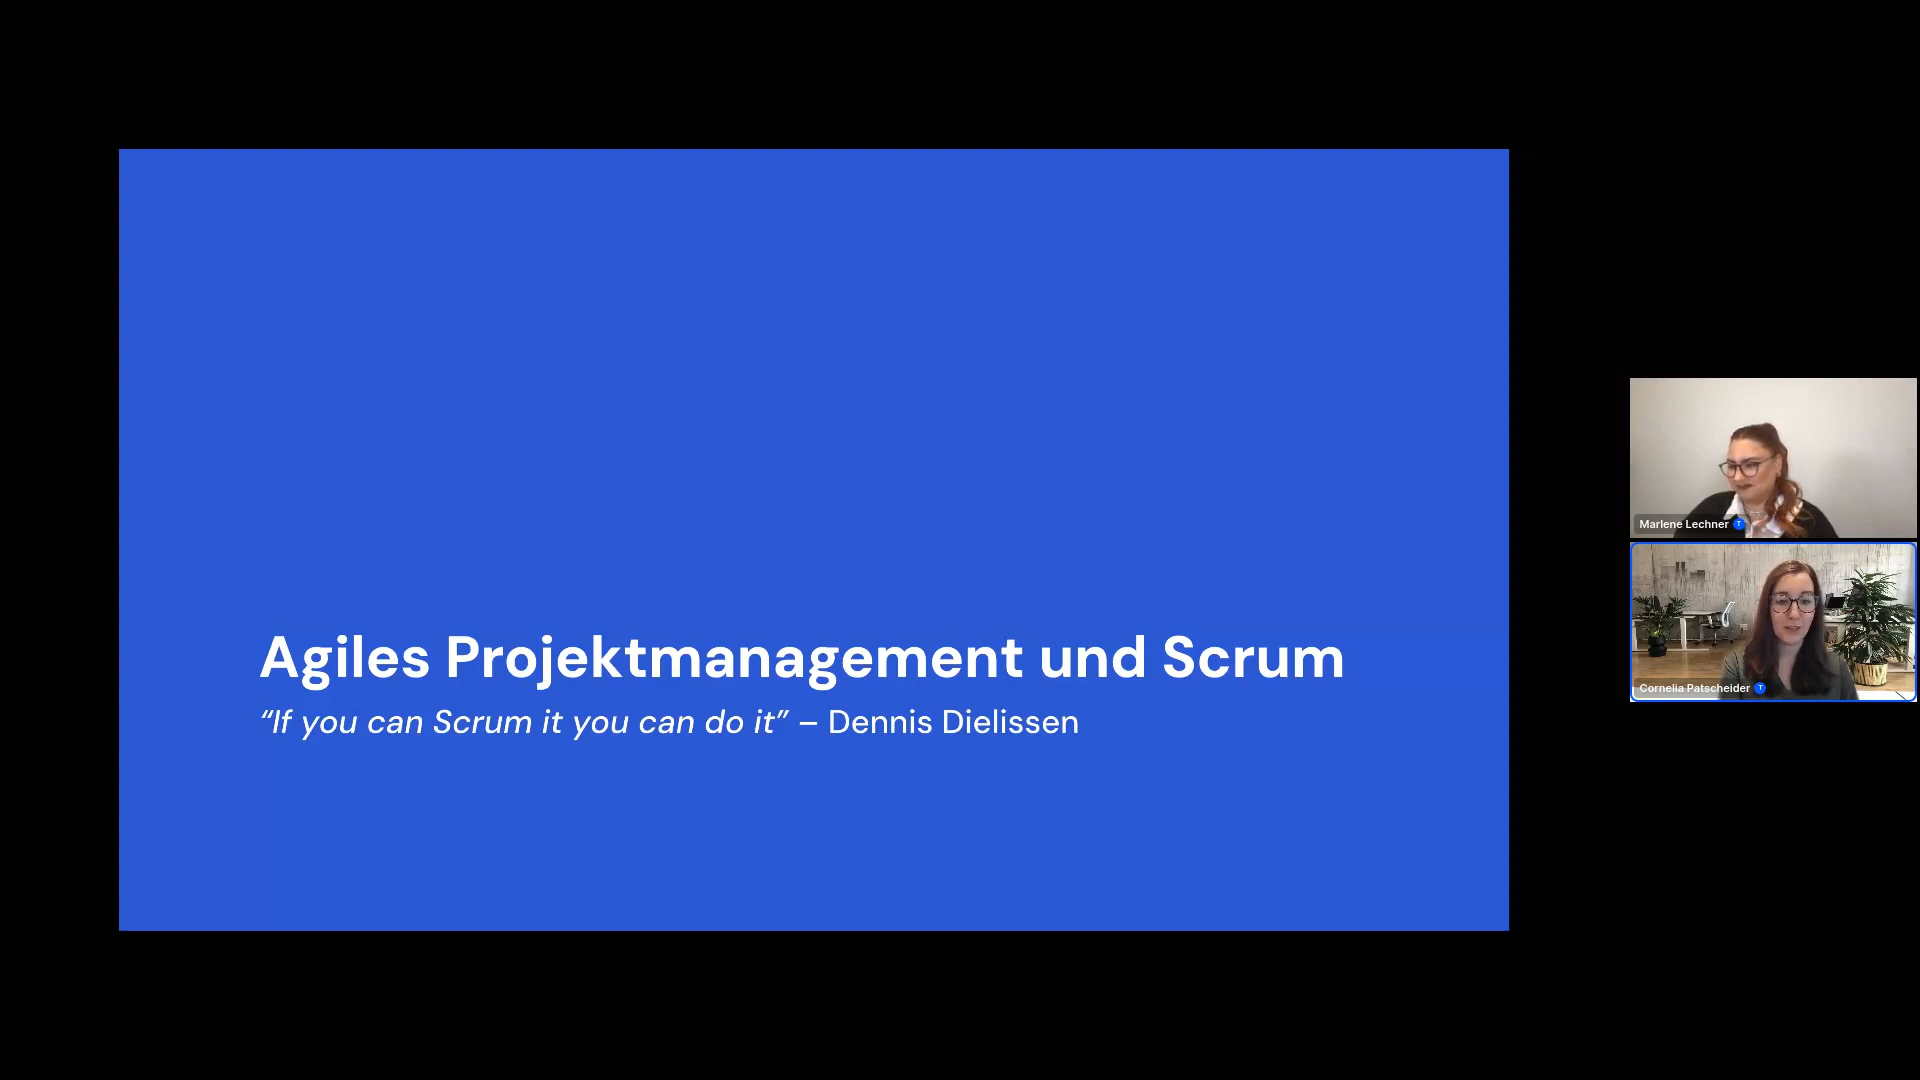 Agiles Projektmanagement und Scrum
“If you can Scrum it you can do it” – Dennis Dielissen
Marlene Lechner T
Cornelia Patscheider T